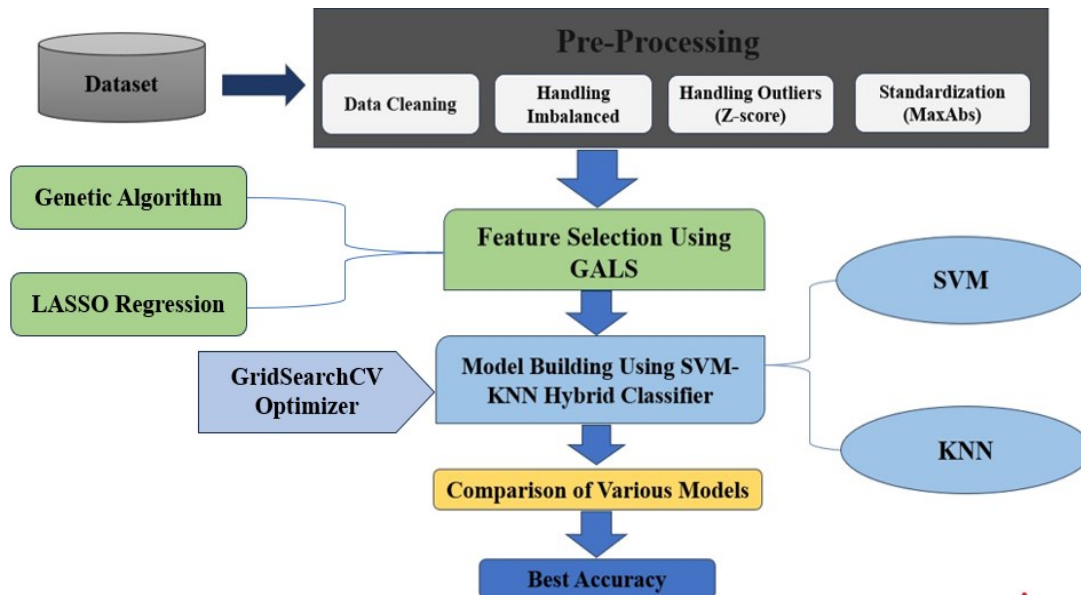 Pre-Processing
Dataset
Data Cleaning
Handling
Imbalanced
Handling Outliers
(Z-score)
Standardization
(MaxAbs)
Genetic Algorithm
LASSO Regression
Feature Selection Using
GALS
SVM
GridSearchCV
Optimizer
Model Building Using SVM-
KNN Hybrid Classifier
KNN
Comparison of Various Models
Best Accuracy